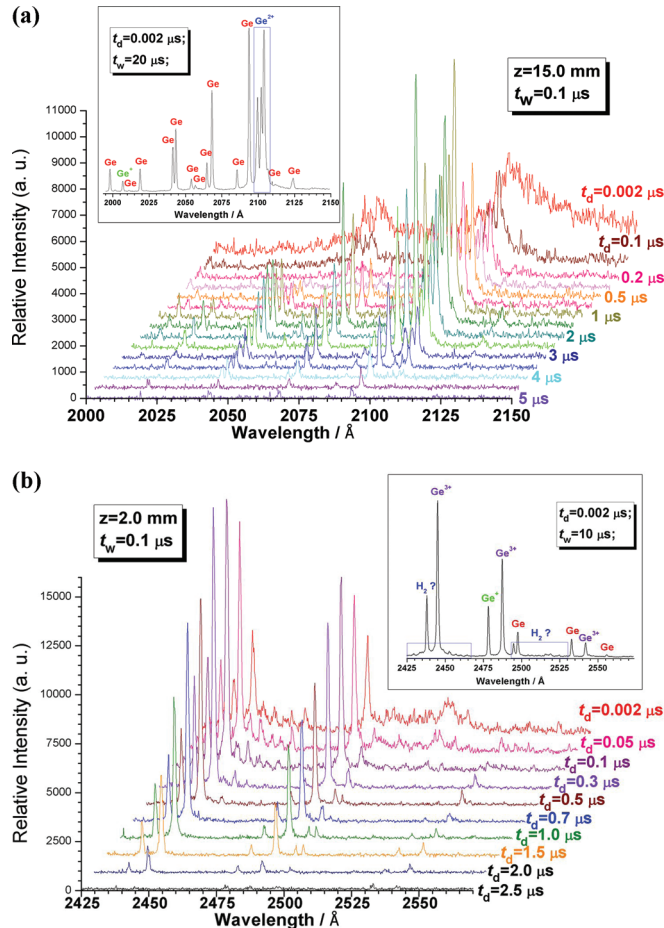 (a)
t_d=0.002 μs;
t_w=20 μs;
Ge
Ge²⁺
Ge
Ge
Ge
Ge
Ge
Ge⁺
Ge
Ge
Ge
Ge
Ge
Ge
Ge
Ge
2000 2020 2040 2060 2080 2100 2120 2150
Wavelength / Å
z=15.0 mm
t_w=0.1 μs
11000
10000
9000
8000
7000
6000
5000
4000
3000
2000
1000
0
Relative Intensity (a. u.)
t_d=0.002 μs
t_d=0.1 μs
0.2 μs
0.5 μs
1 μs
2 μs
3 μs
4 μs
5 μs
2000 2025 2050 2075 2100 2125 2150
Wavelength / Å
(b)
z=2.0 mm
t_w=0.1 μs
Ge³⁺
t_d=0.002 μs;
t_w=10 μs;
Ge³⁺
H₂ ?
Ge⁺
Ge
H₂ ?
Ge
Ge³⁺
Ge
2425 2450 2475 2500 2525 2550
Wavelength / Å
15000
12500
10000
7500
5000
2500
0
Relative Intensity (a. u.)
t_d=0.002 μs
t_d=0.05 μs
t_d=0.1 μs
t_d=0.3 μs
t_d=0.5 μs
t_d=0.7 μs
t_d=1.0 μs
t_d=1.5 μs
t_d=2.0 μs
t_d=2.5 μs
2425 2450 2475 2500 2525 2550
Wavelength / Å